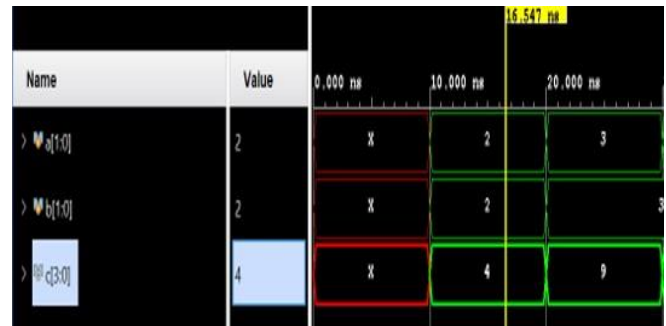 16.547 ns
Name Value 0.000 ns 10.000 ns 20.000 ns
a[1:0] 2 X 2 3
b[1:0] 2 X 2 3
c[3:0] 4 X 4 9